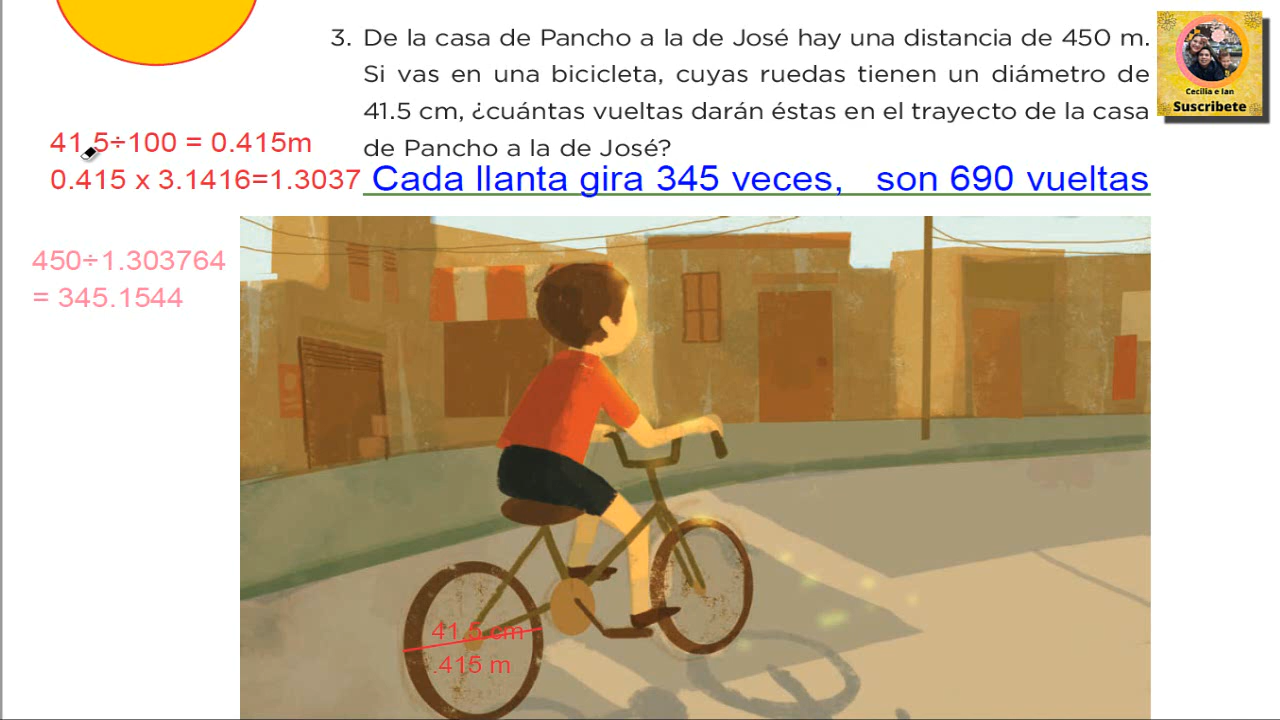 3. De la casa de Pancho a la de José hay una distancia de 450 m.
Si vas en una bicicleta, cuyas ruedas tienen un diámetro de
41.5 cm, ¿cuántas vueltas darán éstas en el trayecto de la casa
de Pancho a la de José?
Cecilia e Ian
Suscribete
41.5÷100 = 0.415m
0.415 x 3.1416=1.3037
Cada llanta gira 345 veces, son 690 vueltas
450÷1.303764
= 345.1544
41.5 cm
.415 m